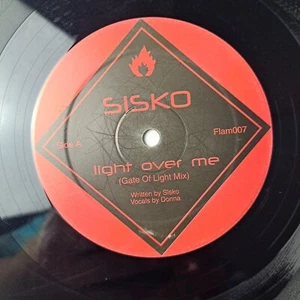 SISKO
Side A
Flam007
light over me
(Gate Of Light Mix)
Written by Sisko
Vocals by Donna